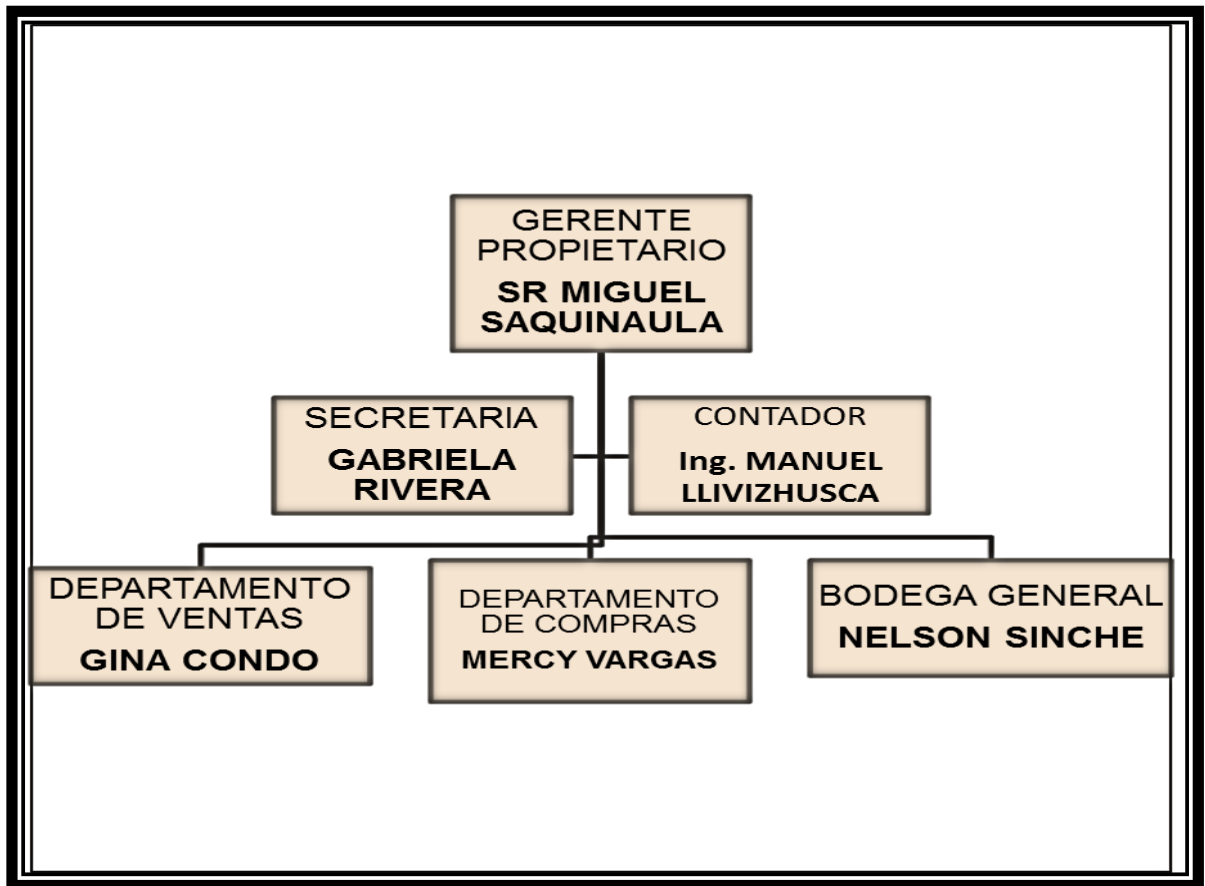 GERENTE
PROPIETARIO
SR MIGUEL
SAQUINAULA
SECRETARIA
GABRIELA
RIVERA
CONTADOR
Ing. MANUEL
LLIVIZHUSCA
DEPARTAMENTO
DE VENTAS
GINA CONDO
DEPARTAMENTO
DE COMPRAS
MERCY VARGAS
BODEGA GENERAL
NELSON SINCHE